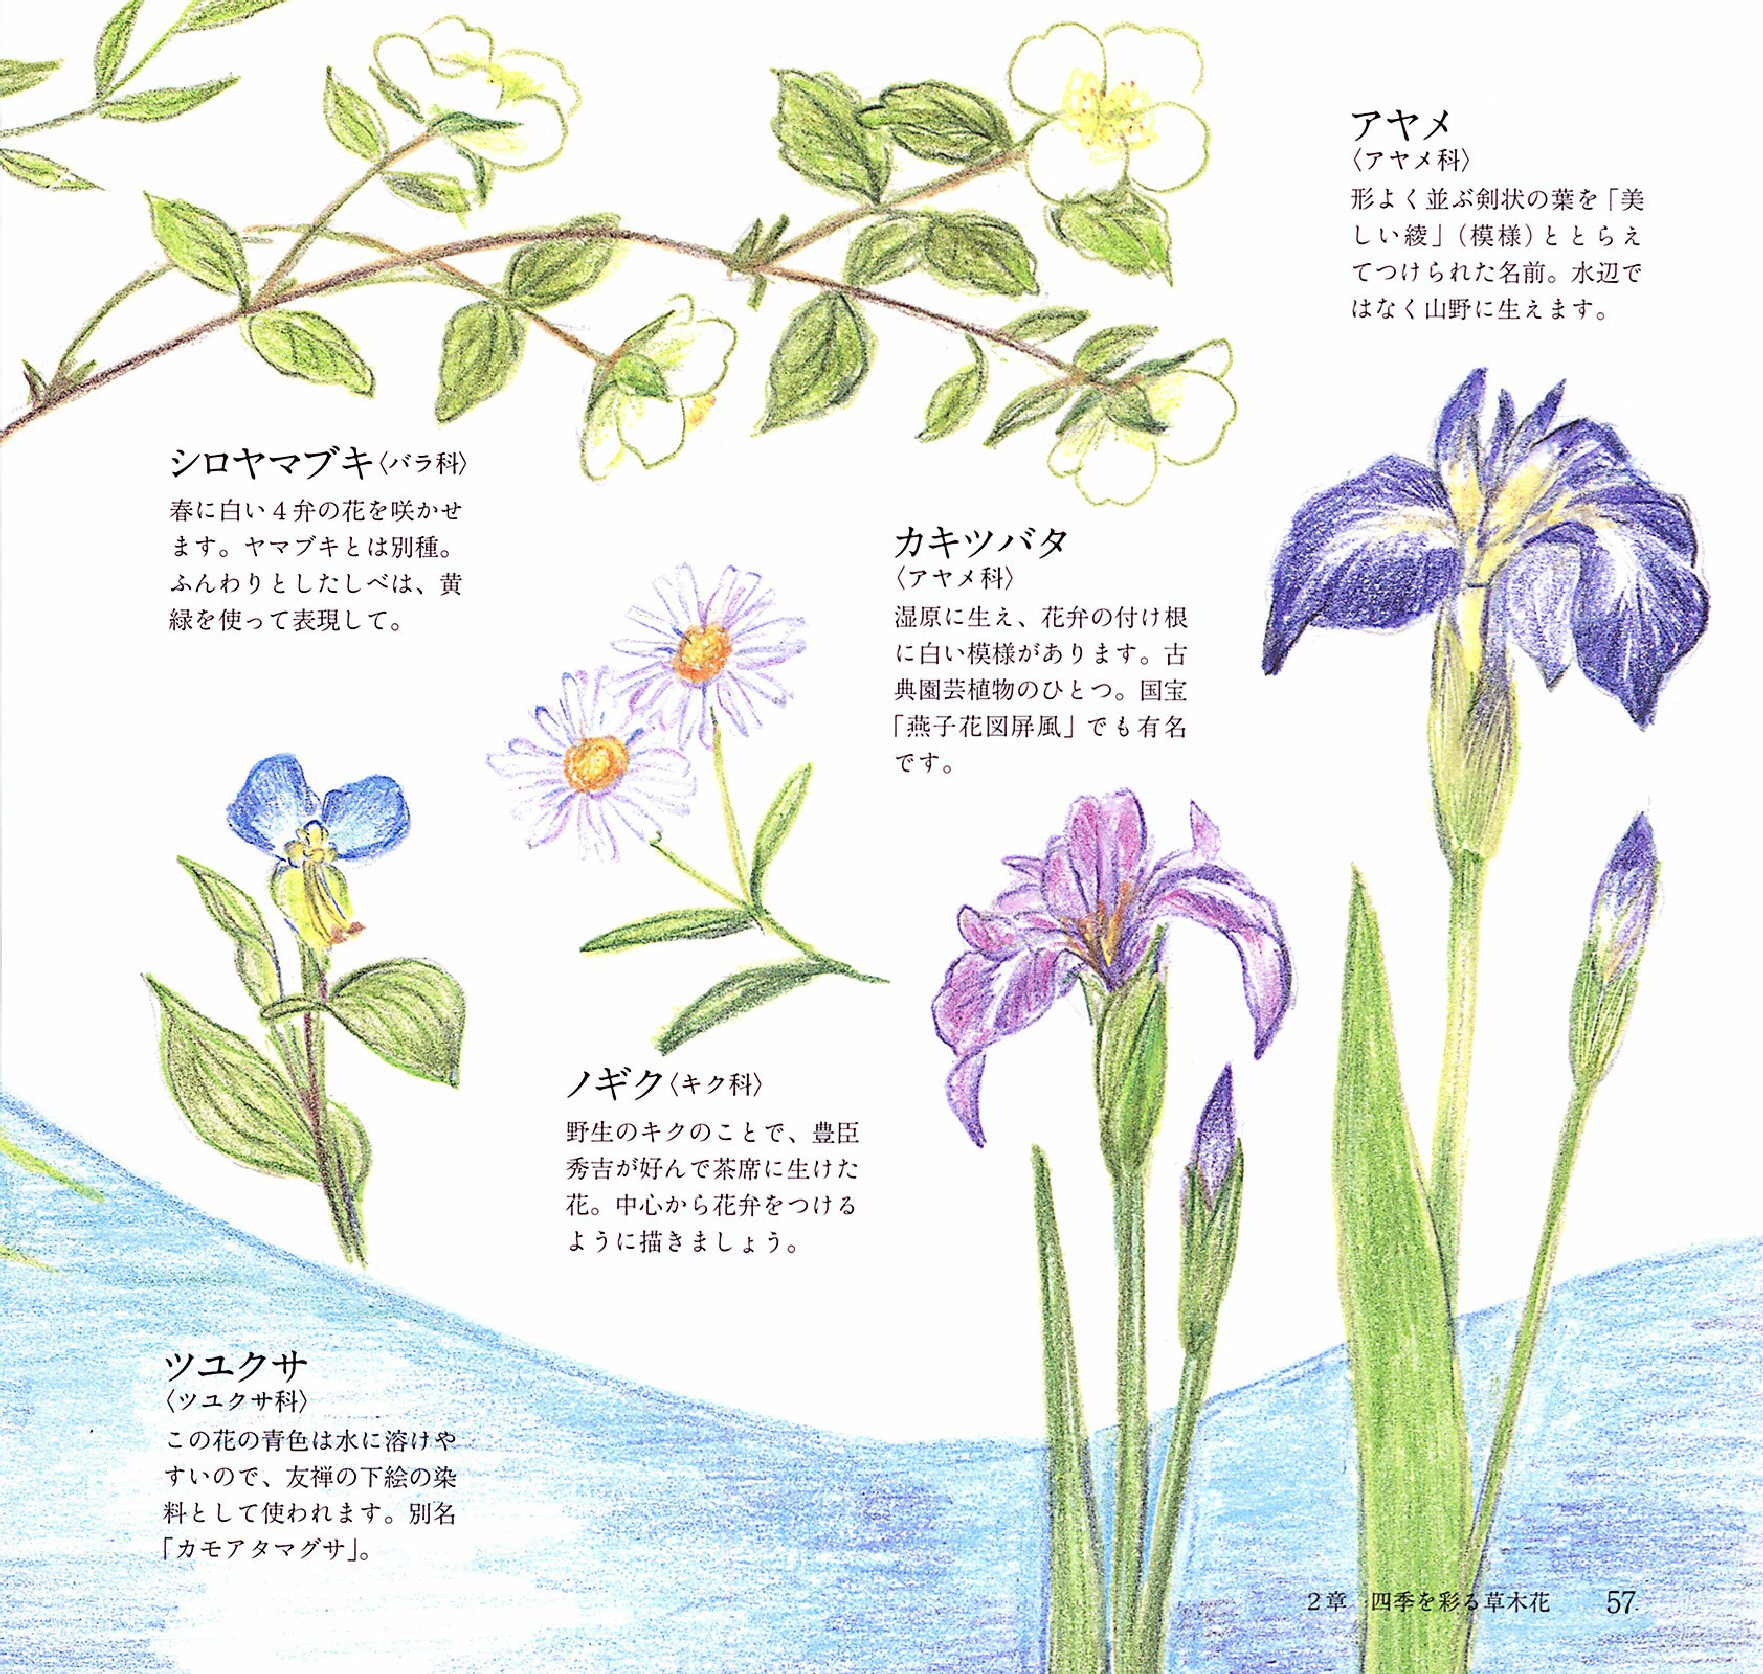 アヤメ
〈アヤメ科〉
形よく並ぶ剣状の葉を「美
しい綾」（模様）ととらえ
てつけられた名前。水辺で
はなく山野に生えます。
シロヤマブキ〈バラ科〉
春に白い４弁の花を咲かせ
ます。ヤマブキとは別種。
ふんわりとしたしべは、黄
緑を使って表現して。
カキツバタ
〈アヤメ科〉
湿原に生え、花弁の付け根
に白い模様があります。古
典園芸植物のひとつ。国宝
「燕子花図屏風」でも有名
です。
ノギク〈キク科〉
野生のキクのことで、豊臣
秀吉が好んで茶席に生けた
花。中心から花弁をつける
ように描きましょう。
ツユクサ
〈ツユクサ科〉
この花の青色は水に溶けや
すいので、友禅の下絵の染
料として使われます。別名
「カモアタマグサ」。
２章　四季を彩る草木花　57